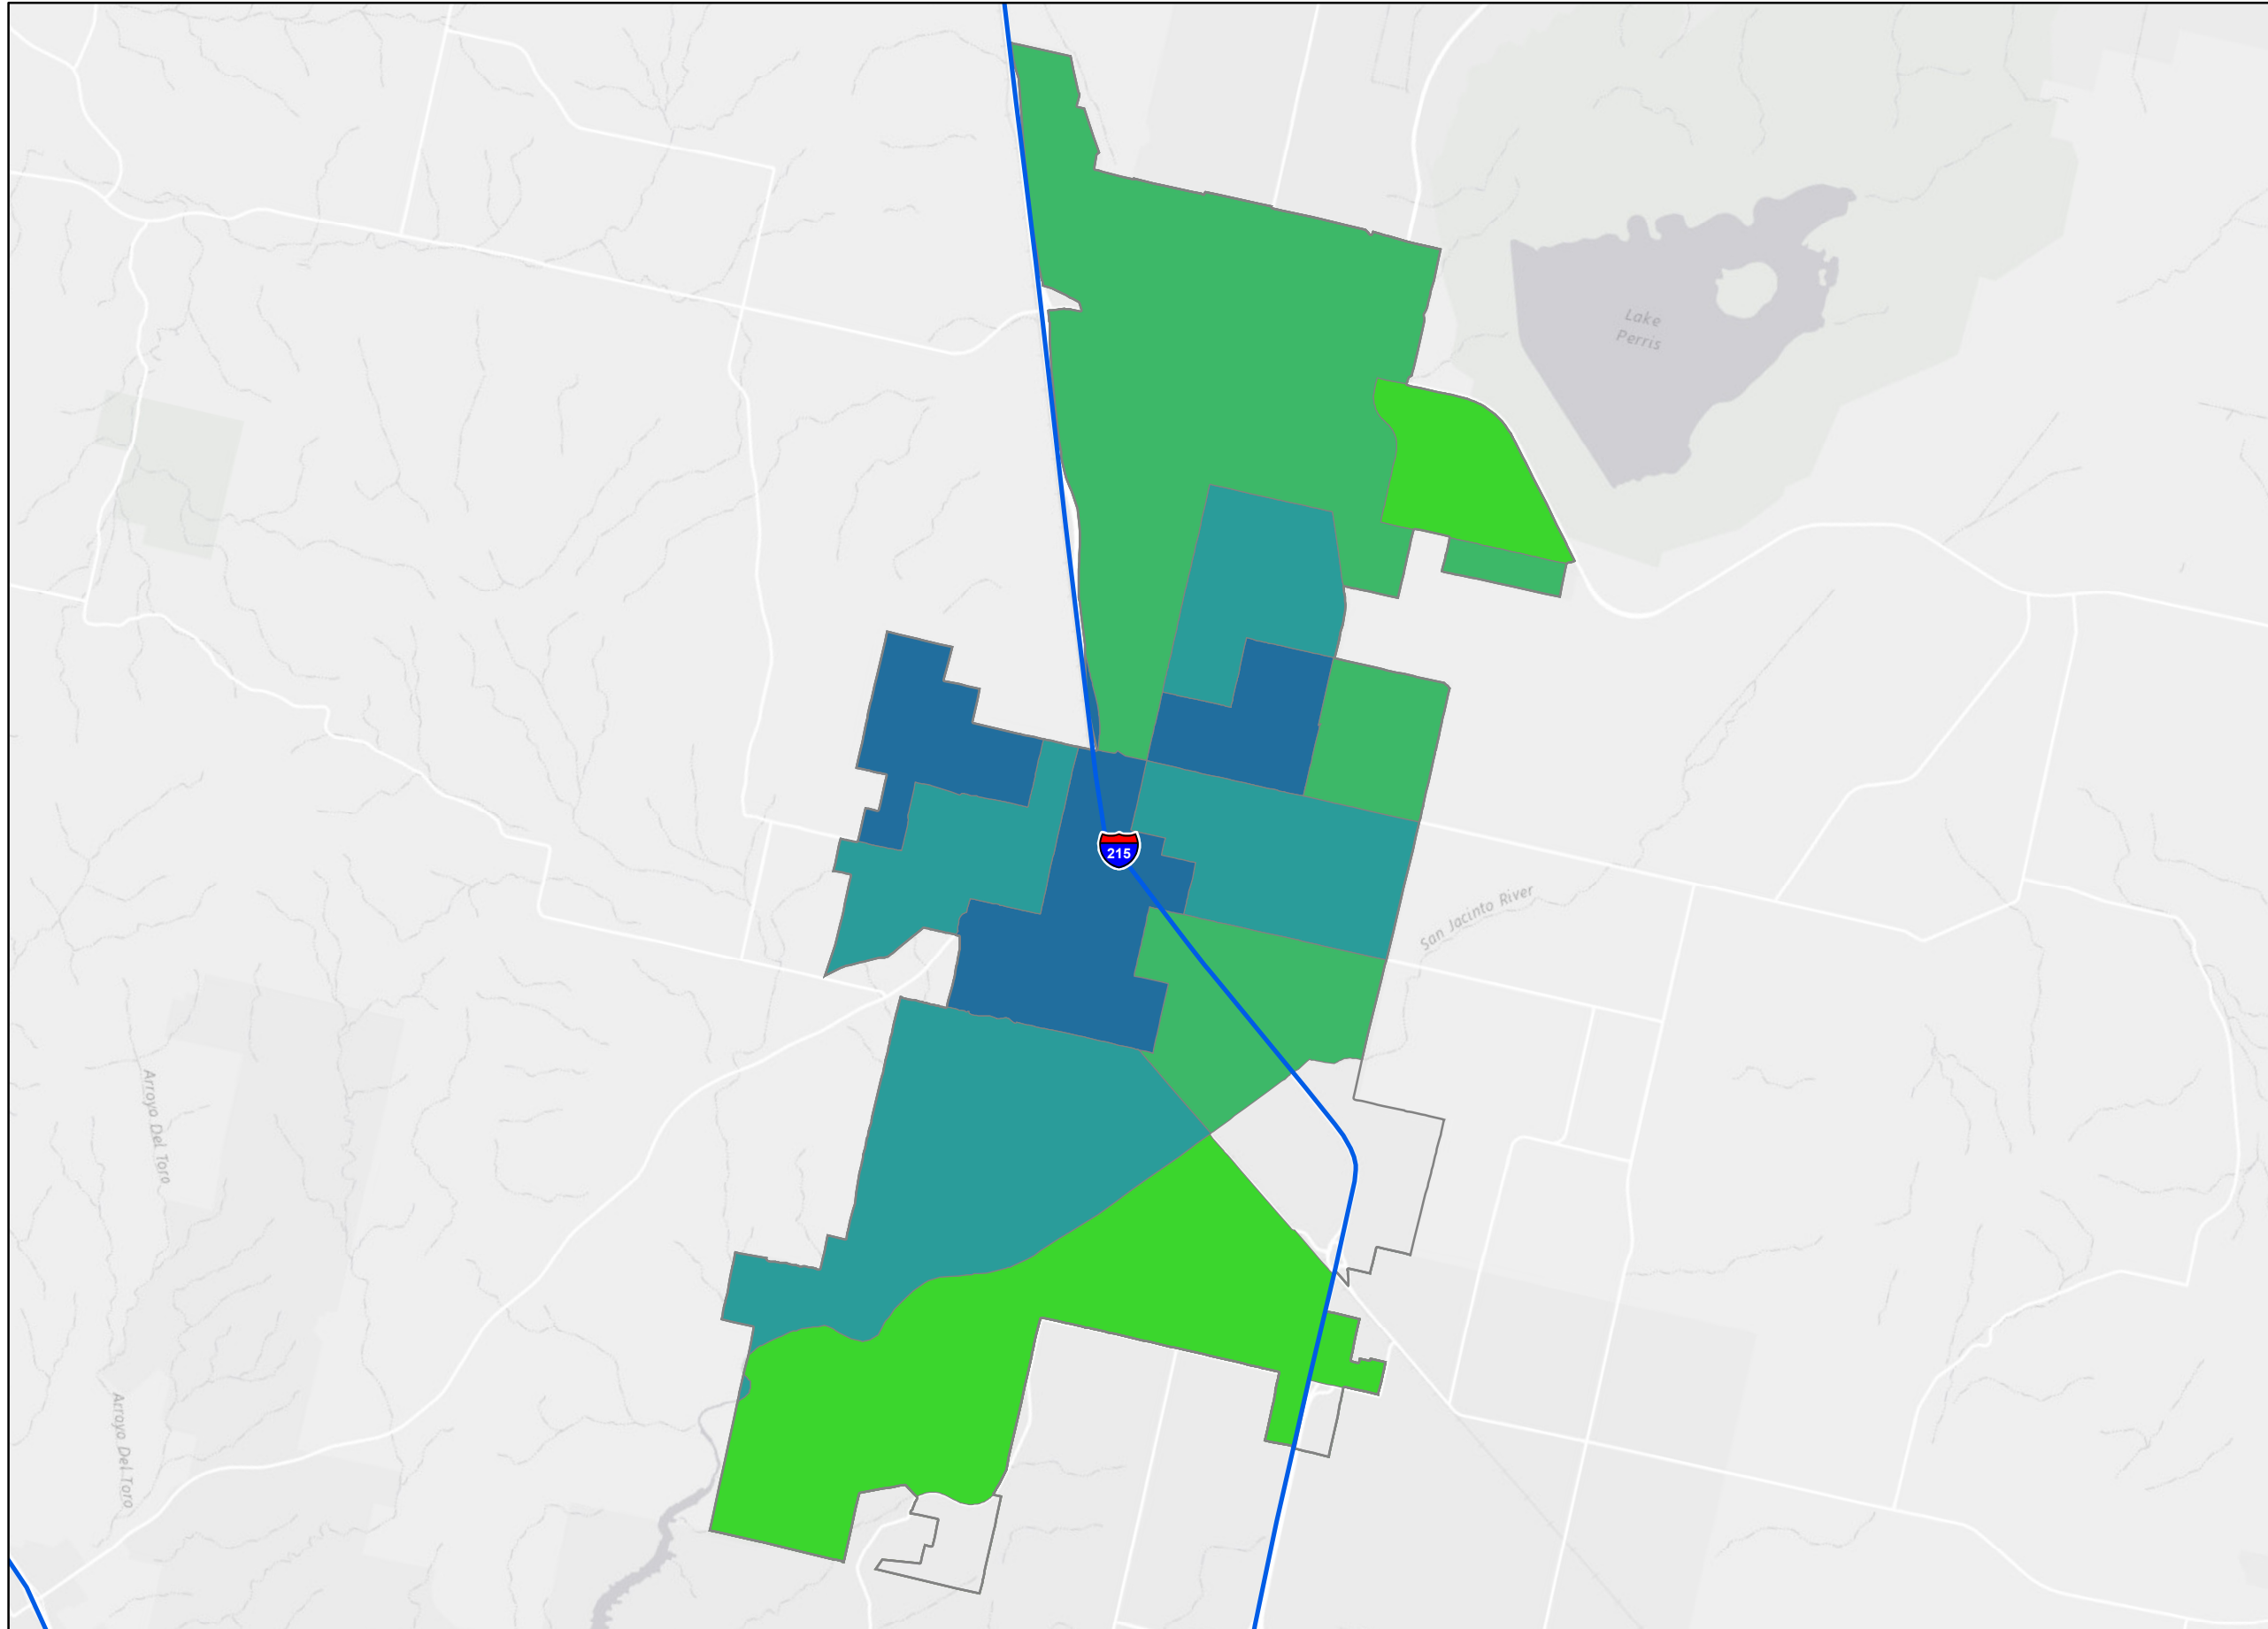 Lake
Perris
215
San Jacinto River
Arroyo Del Toro
Arroyo Del Toro